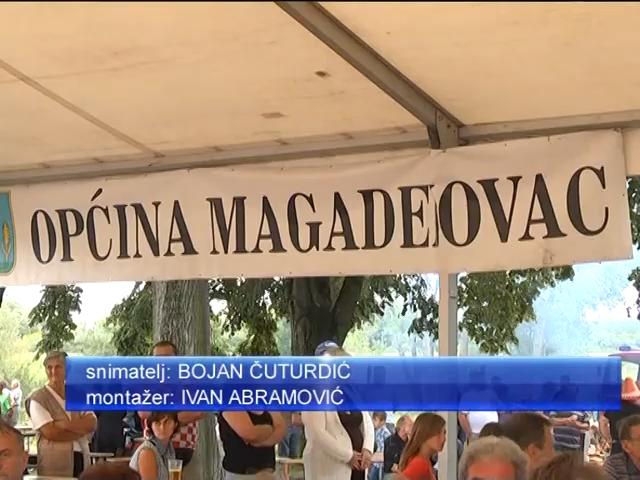 OPĆINA MAGADENOVAC
snimatelj: BOJAN ČUTURDIĆ
montažer: IVAN ABRAMOVIĆ